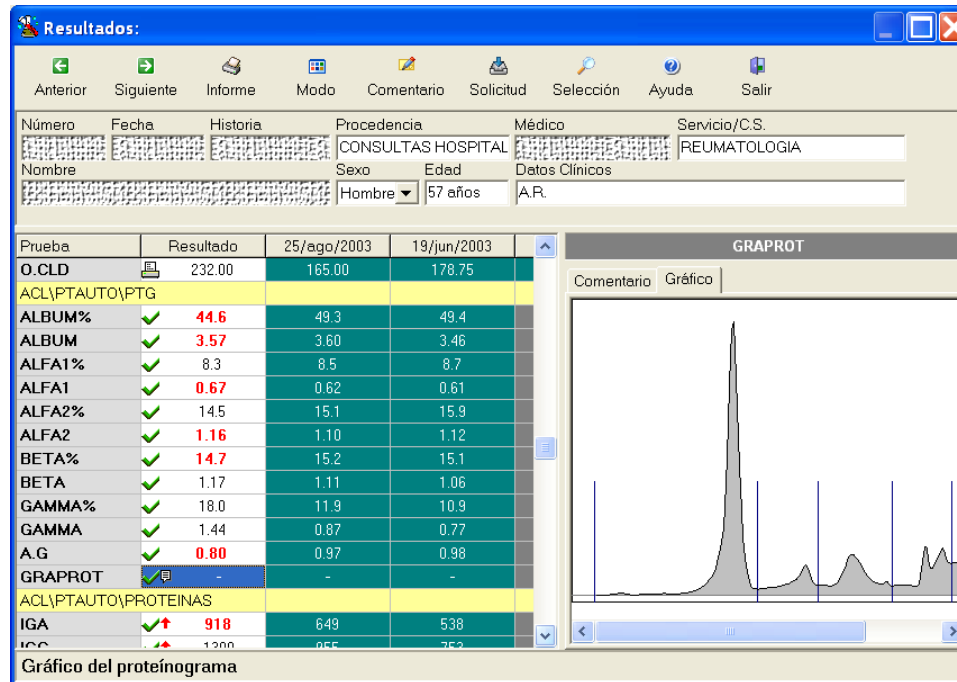 Resultados:
Anterior Siguiente Informe Modo Comentario Solicitud Selección Ayuda Salir
Número Fecha Historia Procedencia Médico Servicio/C.S.
CONSULTAS HOSPITAL REUMATOLOGIA
Nombre Sexo Edad Datos Clínicos
Hombre 57 años A.R.
Prueba Resultado 25/ago/2003 19/jun/2003 GRAPROT
O.CLD 232.00 165.00 178.75
Comentario Gráfico
ACL\PTAUTO\PTG
ALBUM% 44.6 49.3 49.4
ALBUM 3.57 3.60 3.46
ALFA1% 8.3 8.5 8.7
ALFA1 0.67 0.62 0.61
ALFA2% 14.5 15.1 15.9
ALFA2 1.16 1.10 1.12
BETA% 14.7 15.2 15.1
BETA 1.17 1.11 1.06
GAMMA% 18.0 11.9 10.9
GAMMA 1.44 0.87 0.77
A.G 0.80 0.97 0.98
GRAPROT - - -
ACL\PTAUTO\PROTEINAS
IGA 918 649 538
Gráfico del proteínograma